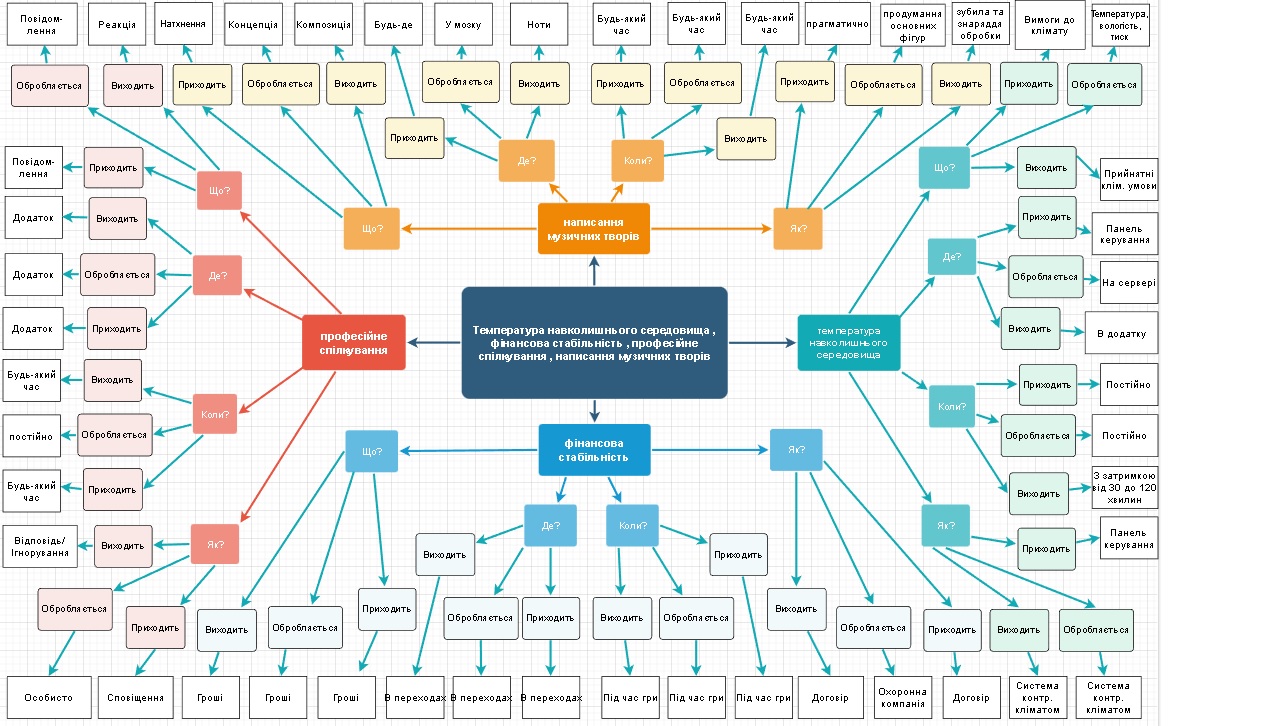 Повідом-
лення
Реакція
Натхнення
Концепція
Композиція
Будь-де
У мозку
Ноти
Будь-який
час
Будь-який
час
Будь-який
час
прагматично
продумання
основних
фігур
зубила та
знаряддя
обробки
Вимоги до
клімату
Температура,
вологість,
тиск
Обробляється
Виходить
Приходить
Обробляється
Виходить
Приходить
Обробляється
Виходить
Приходить
Обробляється
Виходить
Приходить
Обробляється
Виходить
Приходить
Обробляється
Повідом-
лення
Приходить
Що?
Де?
Коли?
Що?
Виходить
Прийнятні
клім. умови
Додаток
Виходить
Що?
написання
музичних творів
Як?
Приходить
Панель
керування
Додаток
Обробляється
Де?
Де?
Обробляється
На сервері
Додаток
Приходить
професійне
спілкування
Температура навколишнього середовища ,
фінансова стабільність , професійне
спілкування , написання музичних творів
температура
навколишнього
середовища
Виходить
В додатку
Будь-який
час
Виходить
Коли?
Коли?
Приходить
Постійно
постійно
Обробляється
Що?
фінансова
стабільність
Як?
Обробляється
Постійно
Будь-який
час
Приходить
Виходить
З затримкою
від 30 до 120
хвилин
Відповідь/
Ігнорування
Виходить
Як?
Де?
Коли?
Як?
Приходить
Панель
керування
Виходить
Приходить
Обробляється
Приходить
Виходить
Обробляється
Приходить
Обробляється
Приходить
Виходить
Обробляється
Виходить
Обробляється
Приходить
Виходить
Обробляється
Особисто
Сповіщення
Гроші
Гроші
Гроші
В переходах
В переходах
В переходах
Під час гри
Під час гри
Під час гри
Договір
Охоронна
компанія
Договір
Система
контр.
кліматом
Система
контр.
кліматом